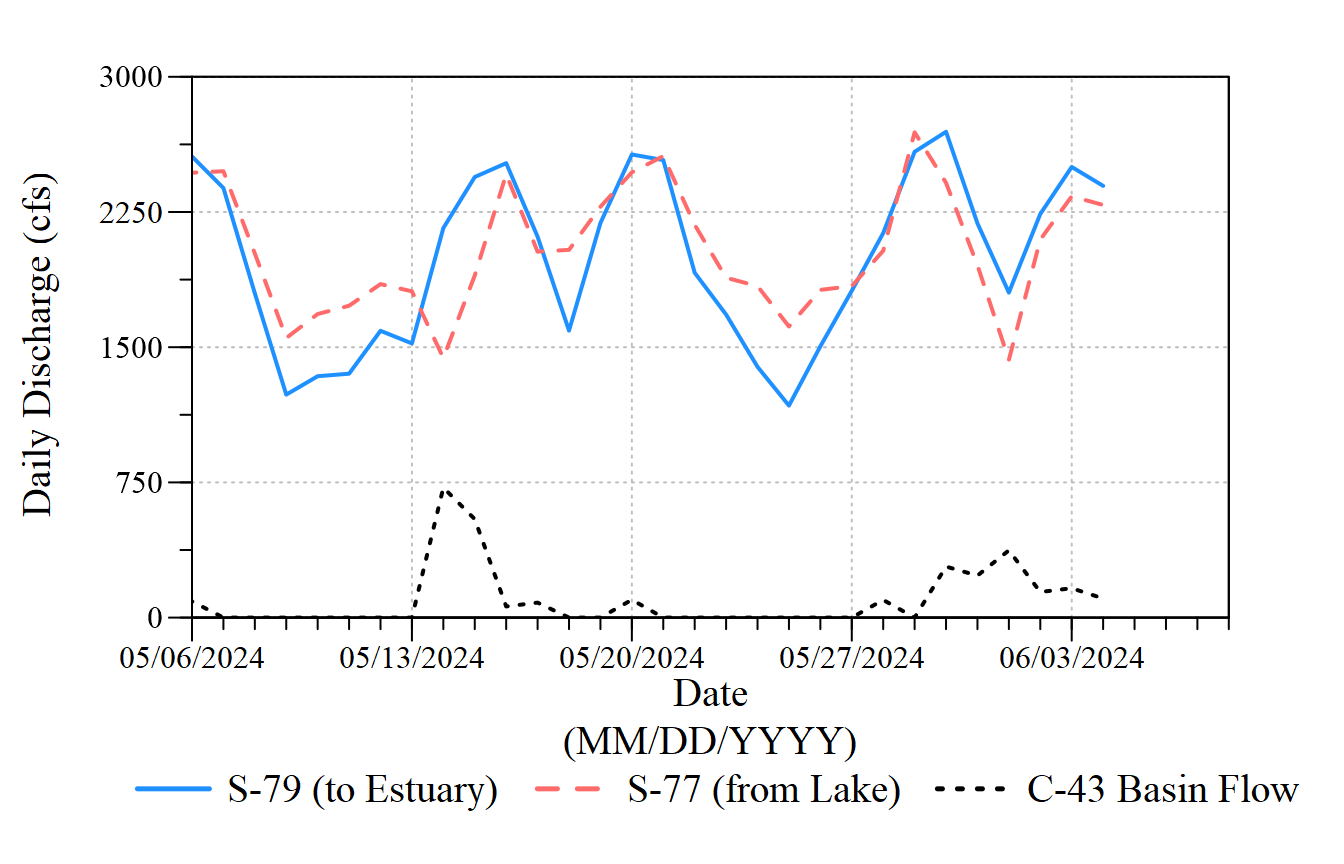 3000
2250
1500
750
0
Daily Discharge (cfs)
05/06/2024 05/13/2024 05/20/2024 05/27/2024 06/03/2024
Date
(MM/DD/YYYY)
S-79 (to Estuary) S-77 (from Lake) C-43 Basin Flow